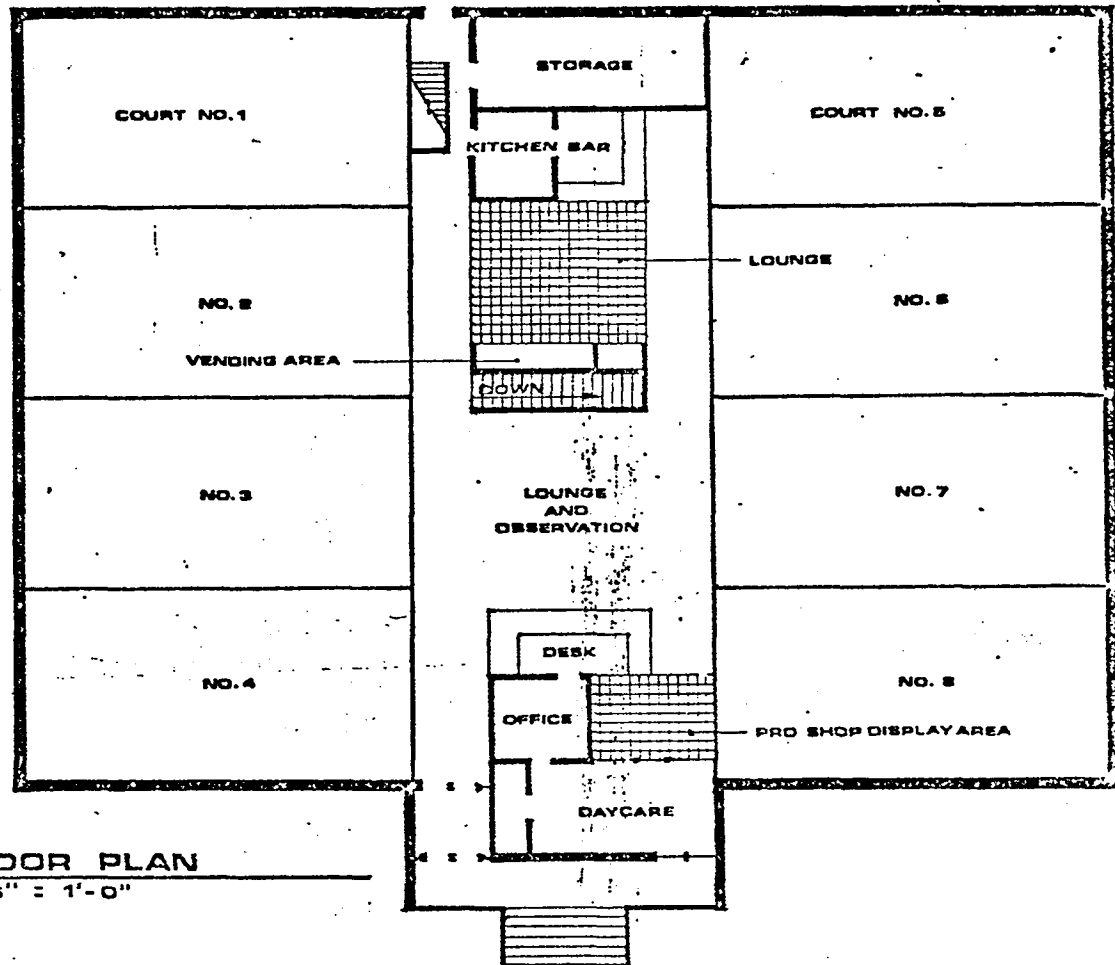 STORAGE
COURT NO. 1
COURT NO. 5
KITCHEN BAR
LOUNGE
NO. 2
NO. 6
VENDING AREA
DOWN
NO. 3
LOUNGE
AND
OBSERVATION
NO. 7
DESK
NO. 4
NO. 8
OFFICE
PRO SHOP DISPLAY AREA
DAYCARE
OOR PLAN
" = 1'-0"